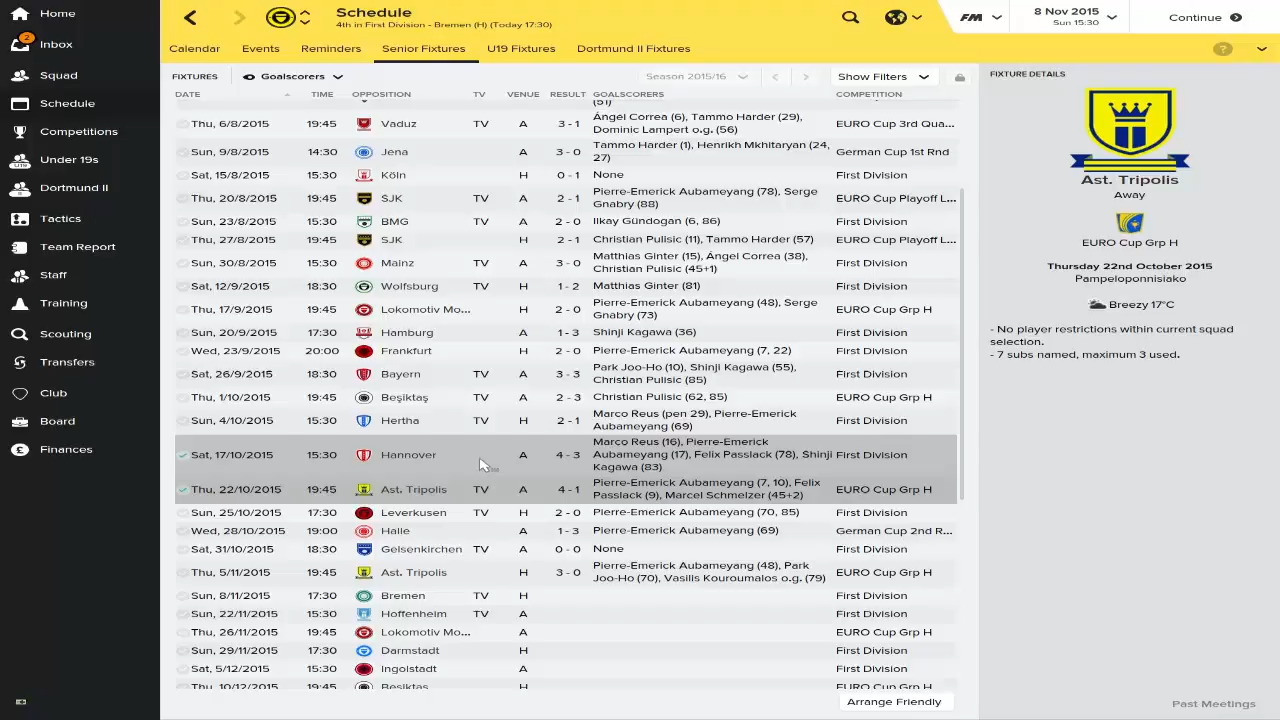 Home
2
Inbox
Squad
Schedule
Competitions
Under 19s
Dortmund II
Tactics
Team Report
Staff
Training
Scouting
Transfers
Club
Board
Finances
Schedule
4th in First Division - Bremen (H) (Today 17:30)
FM
8 Nov 2015
Sun 15:30
Continue
Calendar Events Reminders Senior Fixtures U19 Fixtures Dortmund II Fixtures
?
FIXTURES Goalscorers Season 2015/16 Show Filters
DATE TIME OPPOSITION TV VENUE RESULT GOALSCORERS COMPETITION
(51)
Thu, 6/8/2015 19:45 Vaduz TV A 3 - 1 Ángel Correa (6), Tammo Harder (29), EURO Cup 3rd Qua...
Dominic Lampert o.g. (56)
Sun, 9/8/2015 14:30 Jena A 3 - 0 Tammo Harder (1), Henrikh Mkhitaryan (24, German Cup 1st Rnd
27)
Sat, 15/8/2015 15:30 Köln H 0 - 1 None First Division
Thu, 20/8/2015 19:45 SJK TV A 2 - 1 Pierre-Emerick Aubameyang (78), Serge EURO Cup Playoff L...
Gnabry (88)
Sun, 23/8/2015 15:30 BMG TV A 2 - 0 Ilkay Gündogan (6, 86) First Division
Thu, 27/8/2015 19:45 SJK H 2 - 1 Christian Pulisic (11), Tammo Harder (57) EURO Cup Playoff L...
Sun, 30/8/2015 15:30 Mainz TV A 3 - 0 Matthias Ginter (15), Ángel Correa (38), First Division
Christian Pulisic (45+1)
Sat, 12/9/2015 18:30 Wolfsburg TV H 1 - 2 Matthias Ginter (81) First Division
Thu, 17/9/2015 19:45 Lokomotiv Mo... H 2 - 0 Pierre-Emerick Aubameyang (48), Serge EURO Cup Grp H
Gnabry (73)
Sun, 20/9/2015 17:30 Hamburg A 1 - 3 Shinji Kagawa (36) First Division
Wed, 23/9/2015 20:00 Frankfurt H 2 - 0 Pierre-Emerick Aubameyang (7, 22) First Division
Sat, 26/9/2015 18:30 Bayern TV A 3 - 3 Park Joo-Ho (10), Shinji Kagawa (55), First Division
Christian Pulisic (85)
Thu, 1/10/2015 19:45 Beşiktaş TV A 2 - 3 Christian Pulisic (62, 85) EURO Cup Grp H
Sun, 4/10/2015 15:30 Hertha TV H 2 - 1 Marco Reus (pen 29), Pierre-Emerick First Division
Aubameyang (69)
Sat, 17/10/2015 15:30 Hannover A 4 - 3 Marco Reus (16), Pierre-Emerick First Division
Aubameyang (17), Felix Passlack (78), Shinji
Kagawa (83)
Thu, 22/10/2015 19:45 Ast. Tripolis TV A 4 - 1 Pierre-Emerick Aubameyang (7, 10), Felix EURO Cup Grp H
Passlack (9), Marcel Schmelzer (45+2)
Sun, 25/10/2015 17:30 Leverkusen TV H 2 - 0 Pierre-Emerick Aubameyang (70, 85) First Division
Wed, 28/10/2015 19:00 Halle A 1 - 3 Pierre-Emerick Aubameyang (69) German Cup 2nd R...
Sat, 31/10/2015 18:30 Gelsenkirchen TV A 0 - 0 None First Division
Thu, 5/11/2015 19:45 Ast. Tripolis H 3 - 0 Pierre-Emerick Aubameyang (48), Park EURO Cup Grp H
Joo-Ho (70), Vasilis Kouroumalos o.g. (79)
Sun, 8/11/2015 17:30 Bremen TV H First Division
Sun, 22/11/2015 15:30 Hoffenheim TV A First Division
Thu, 26/11/2015 19:45 Lokomotiv Mo... A EURO Cup Grp H
Sun, 29/11/2015 17:30 Darmstadt H First Division
Sat, 5/12/2015 15:30 Ingolstadt A First Division
Thu, 10/12/2015 19:45 Beşiktaş H EURO Cup Grp H
Arrange Friendly
FIXTURE DETAILS
Ast. Tripolis
Away
EURO Cup Grp H
Thursday 22nd October 2015
Pampeloponnisiako
Breezy 17°C
- No player restrictions within current squad
selection.
- 7 subs named, maximum 3 used.
Past Meetings